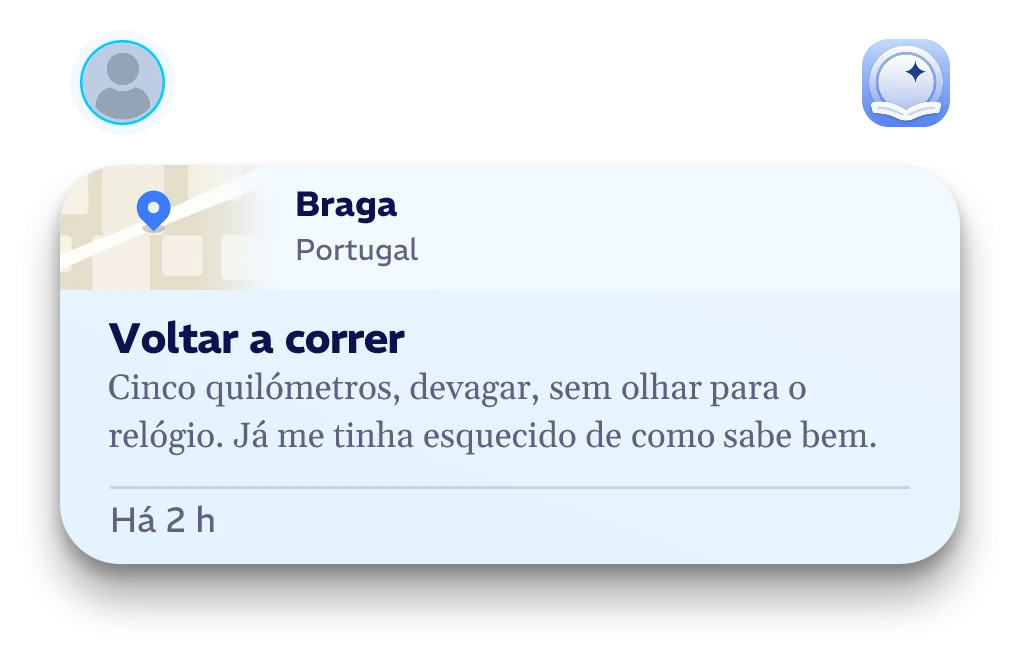 Braga
Portugal
Voltar a correr
Cinco quilómetros, devagar, sem olhar para o
relógio. Já me tinha esquecido de como sabe bem.
Há 2 h